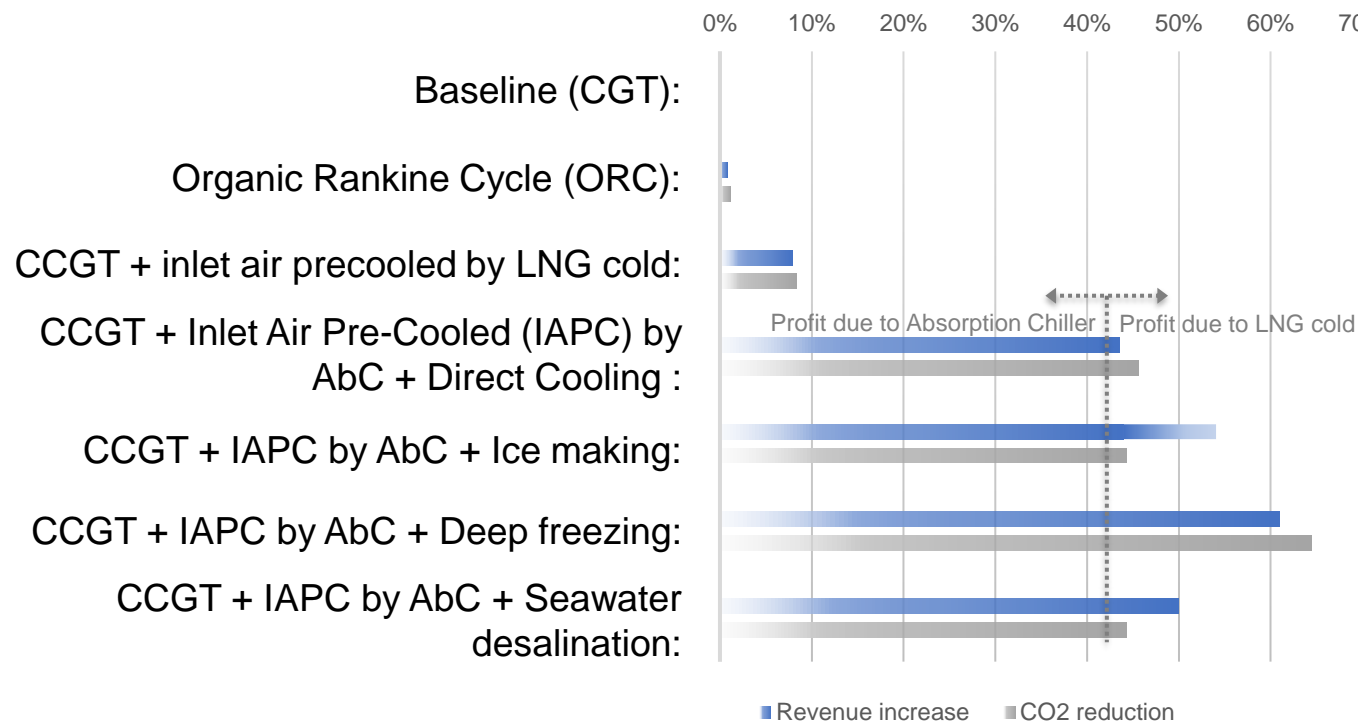 0% 10% 20% 30% 40% 50% 60% 70
Baseline (CGT):
Organic Rankine Cycle (ORC):
CCGT + inlet air precooled by LNG cold:
CCGT + Inlet Air Pre-Cooled (IAPC) by
AbC + Direct Cooling :
Profit due to Absorption Chiller Profit due to LNG cold
CCGT + IAPC by AbC + Ice making:
CCGT + IAPC by AbC + Deep freezing:
CCGT + IAPC by AbC + Seawater
desalination:
Revenue increase CO2 reduction